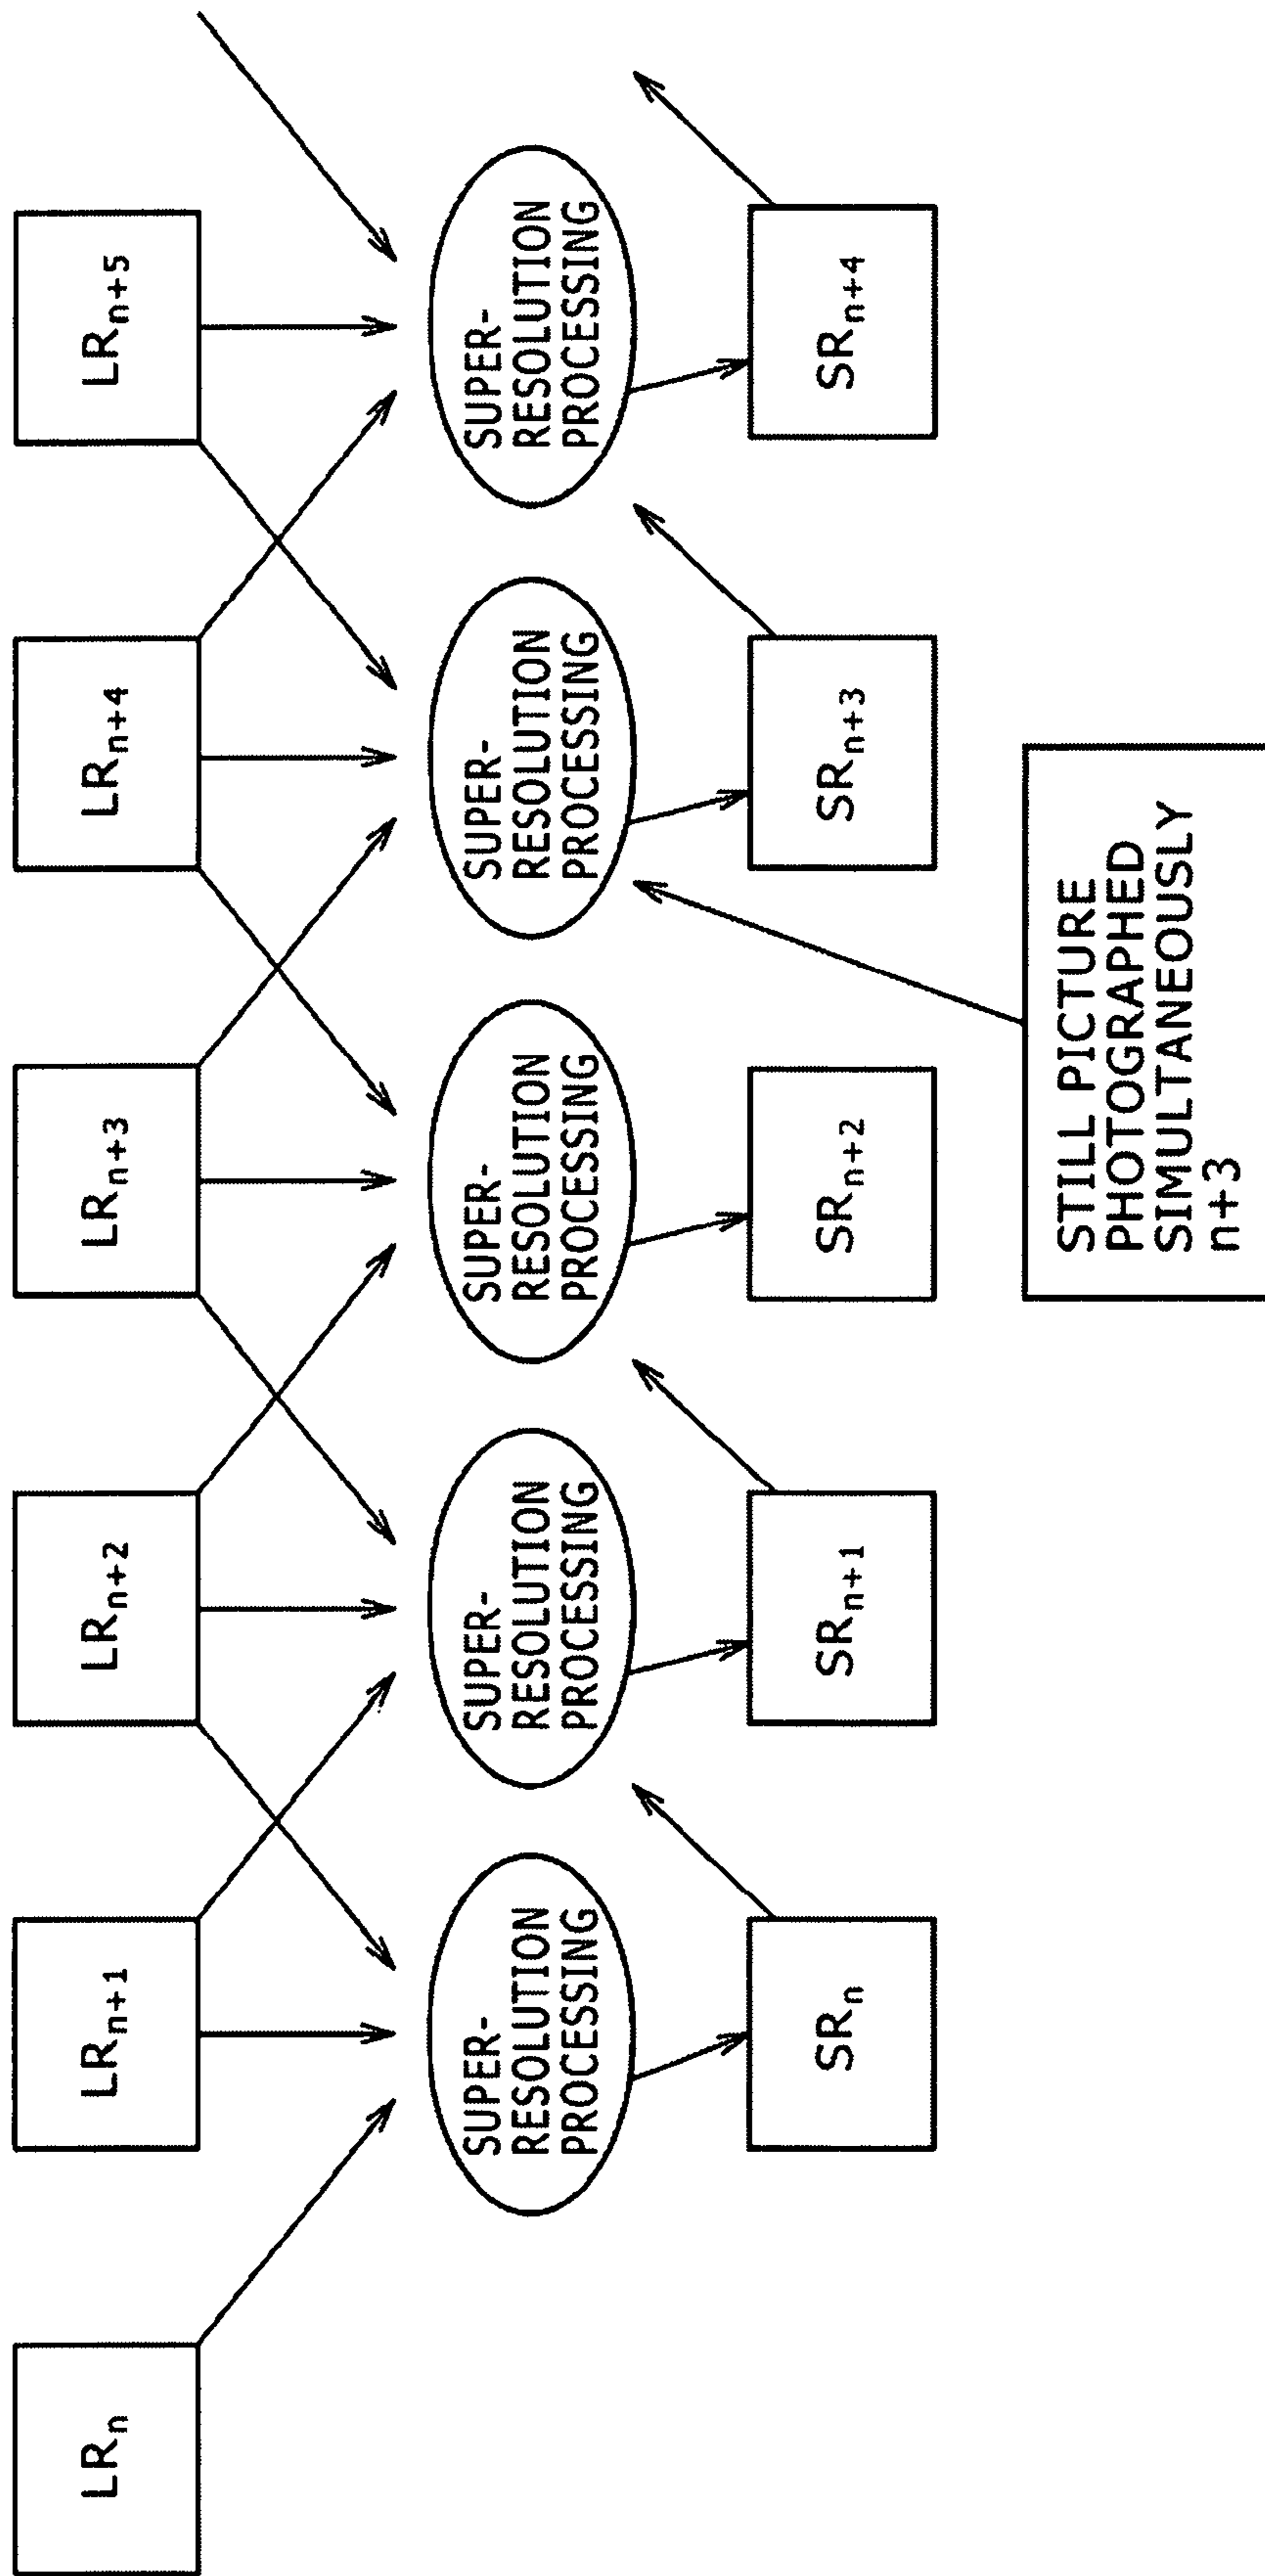 LRn
LRn+1
LRn+2
LRn+3
LRn+4
LRn+5
SUPER-
RESOLUTION
PROCESSING
SUPER-
RESOLUTION
PROCESSING
SUPER-
RESOLUTION
PROCESSING
SUPER-
RESOLUTION
PROCESSING
SUPER-
RESOLUTION
PROCESSING
SRn
SRn+1
SRn+2
SRn+3
SRn+4
STILL PICTURE
PHOTOGRAPHED
SIMULTANEOUSLY
n+3